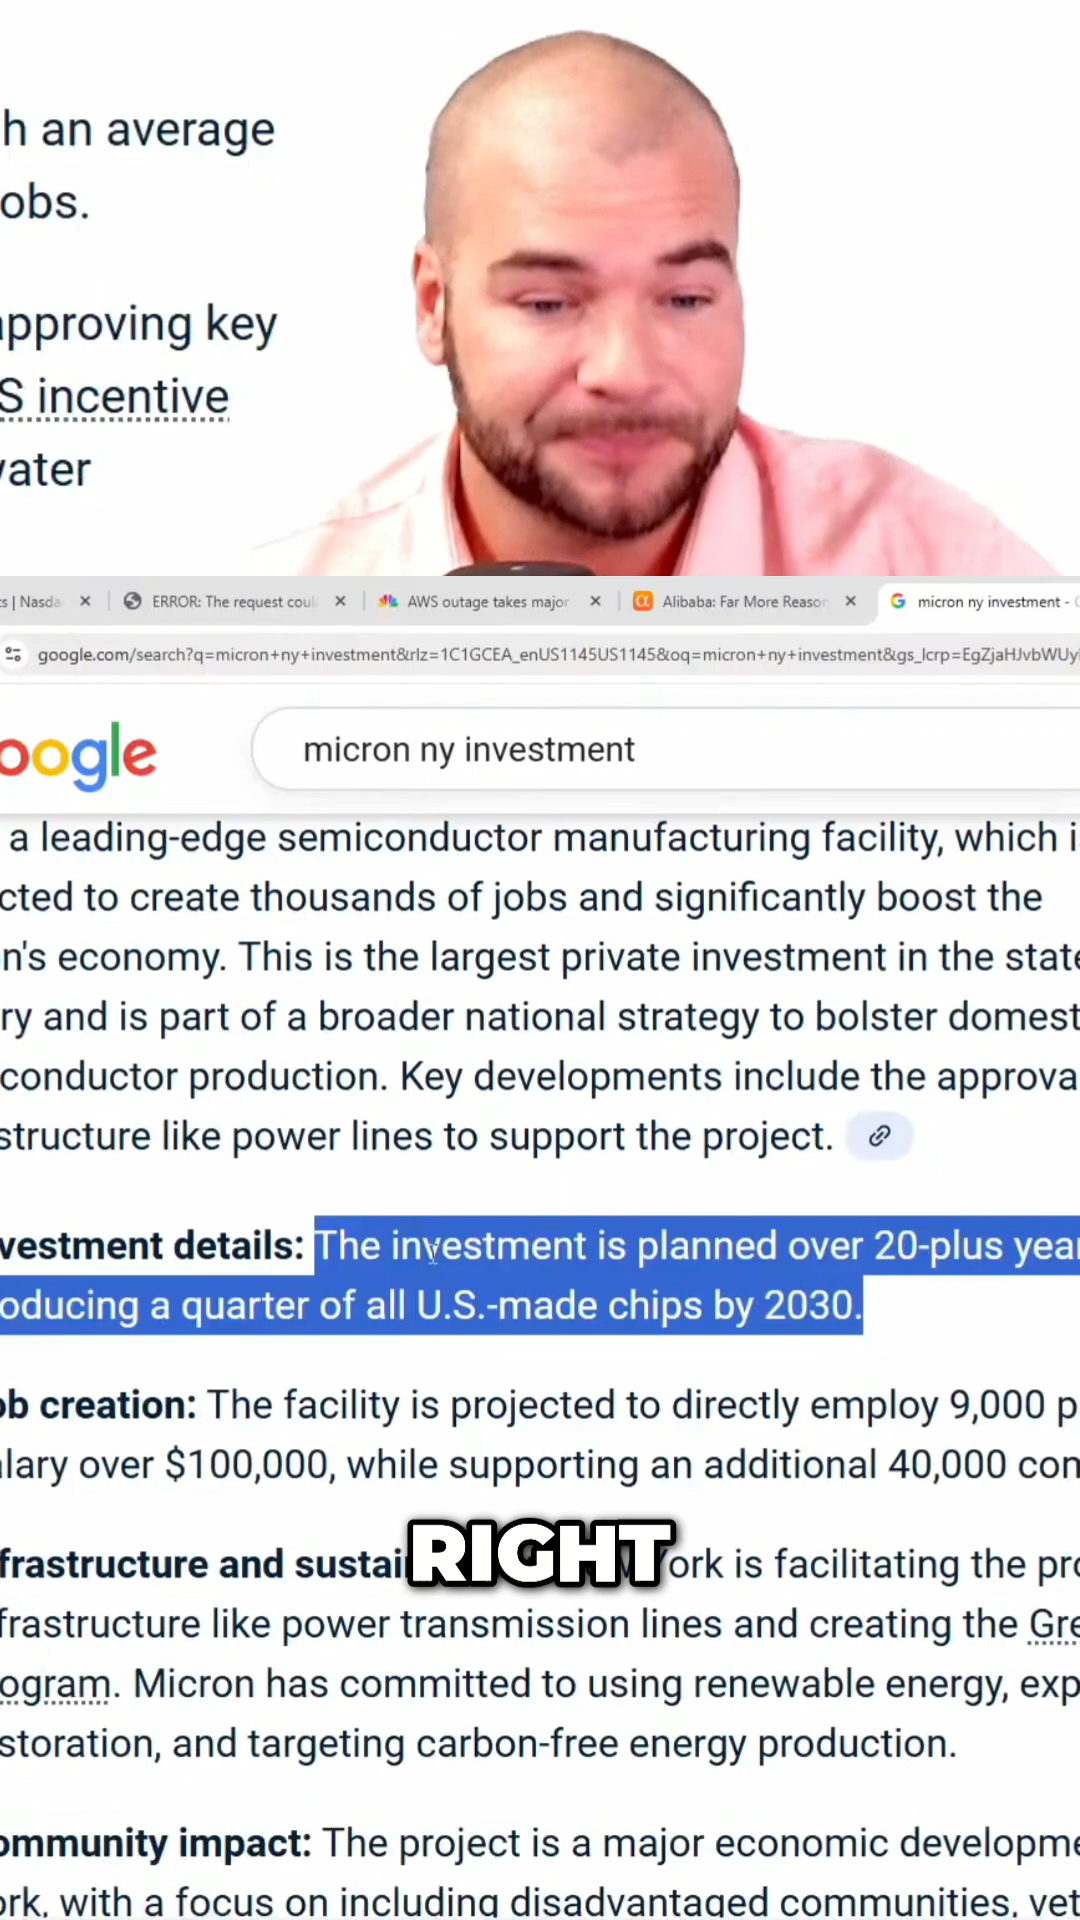 h an average
obs.
approving key
S incentive
water
s | Nasda
ERROR: The request coul
AWS outage takes major
Alibaba: Far More Reason
micron ny investment -
google.com/search?q=micron+ny+investment&rlz=1C1GCEA_enUS1145US1145&oq=micron+ny+investment&gs_lcrp=EgZjaHJvbWUy
oogle
micron ny investment
a leading-edge semiconductor manufacturing facility, which i
cted to create thousands of jobs and significantly boost the
n's economy. This is the largest private investment in the state
ry and is part of a broader national strategy to bolster domest
conductor production. Key developments include the approva
structure like power lines to support the project.
vestment details: The investment is planned over 20-plus year
oducing a quarter of all U.S.-made chips by 2030.
ob creation: The facility is projected to directly employ 9,000 p
lary over $100,000, while supporting an additional 40,000 com
frastructure and sustai
ork is facilitating the pro
RIGHT
frastructure like power transmission lines and creating the Gre
ogram. Micron has committed to using renewable energy, exp
storation, and targeting carbon-free energy production.
ommunity impact: The project is a major economic developme
ork, with a focus on including disadvantaged communities, vet